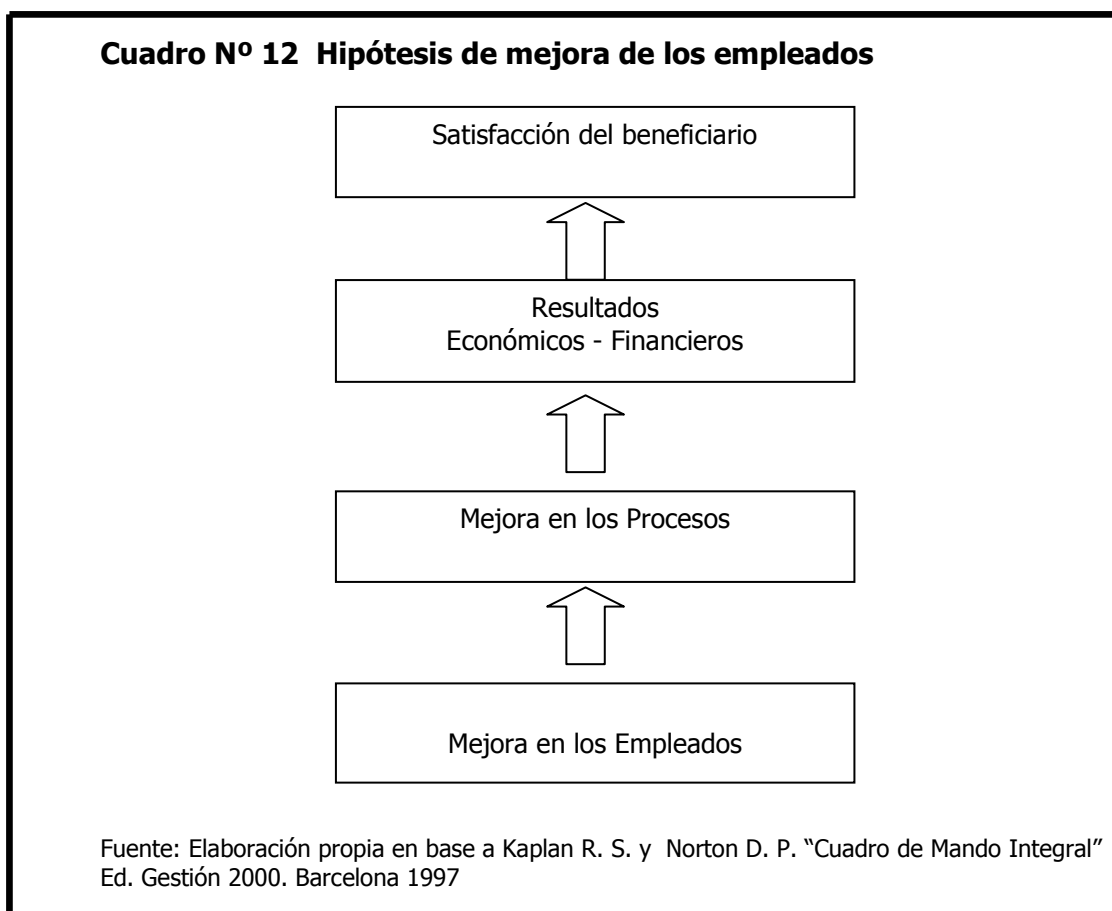 Cuadro Nº 12 Hipótesis de mejora de los empleados
Satisfacción del beneficiario
Resultados
Económicos - Financieros
Mejora en los Procesos
Mejora en los Empleados
Fuente: Elaboración propia en base a Kaplan R. S. y Norton D. P. “Cuadro de Mando Integral”
Ed. Gestión 2000. Barcelona 1997